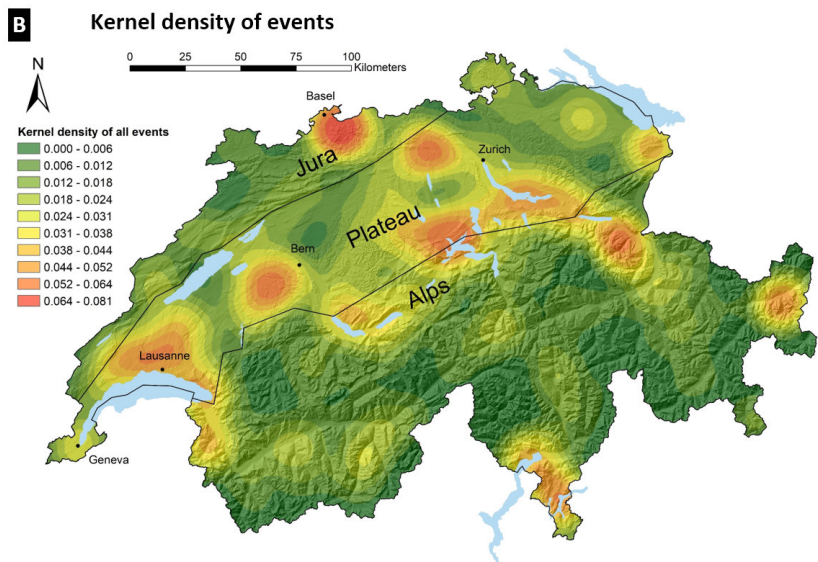 B Kernel density of events
0 25 50 75 100
Kilometers
N
Basel
Kernel density of all events
0.000 - 0.006
0.006 - 0.012
0.012 - 0.018
0.018 - 0.024
0.024 - 0.031
0.031 - 0.038
0.038 - 0.044
0.044 - 0.052
0.052 - 0.064
0.064 - 0.081
Jura
Zurich
Plateau
Bern
Alps
Lausanne
Geneva